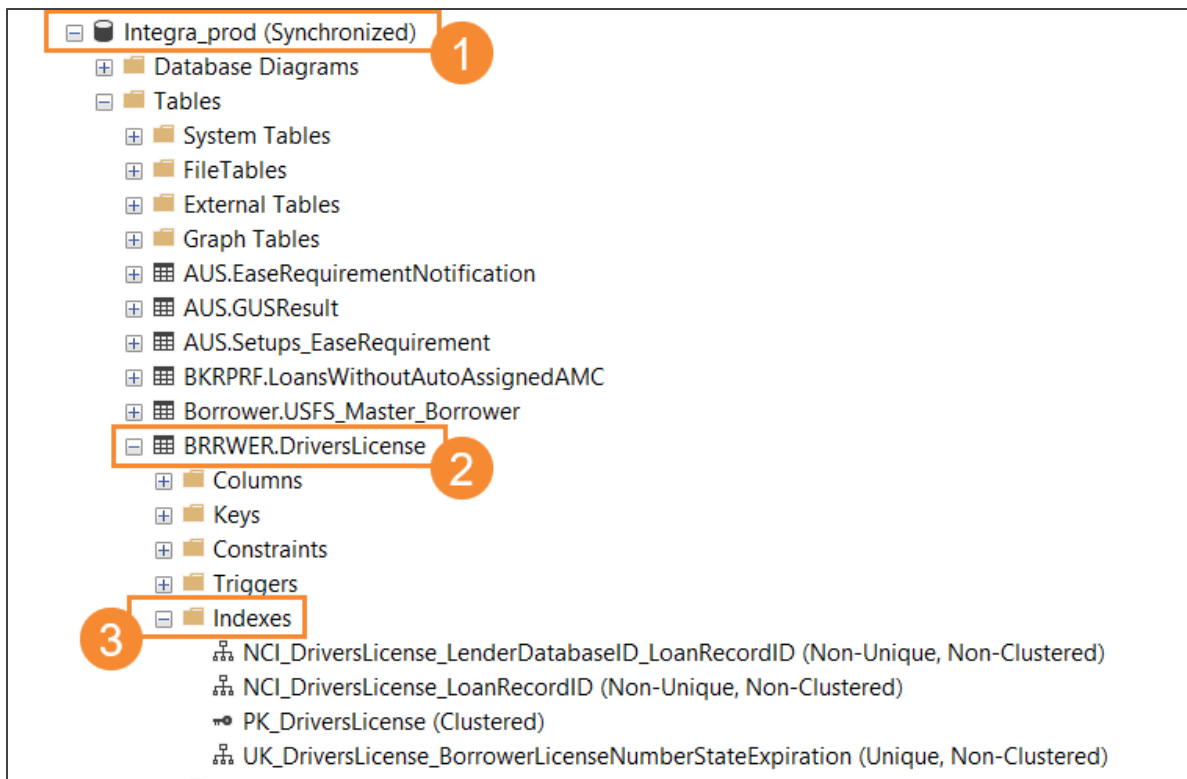 Integra_prod (Synchronized)
1
Database Diagrams
Tables
System Tables
FileTables
External Tables
Graph Tables
AUS.EaseRequirementNotification
AUS.GUSResult
AUS.Setups_EaseRequirement
BKRPRF.LoansWithoutAutoAssignedAMC
Borrower.USFS_Master_Borrower
BRRWER.DriversLicense
2
Columns
Keys
Constraints
Triggers
3 Indexes
NCI_DriversLicense_LenderDatabaseID_LoanRecordID (Non-Unique, Non-Clustered)
NCI_DriversLicense_LoanRecordID (Non-Unique, Non-Clustered)
PK_DriversLicense (Clustered)
UK_DriversLicense_BorrowerLicenseNumberStateExpiration (Unique, Non-Clustered)